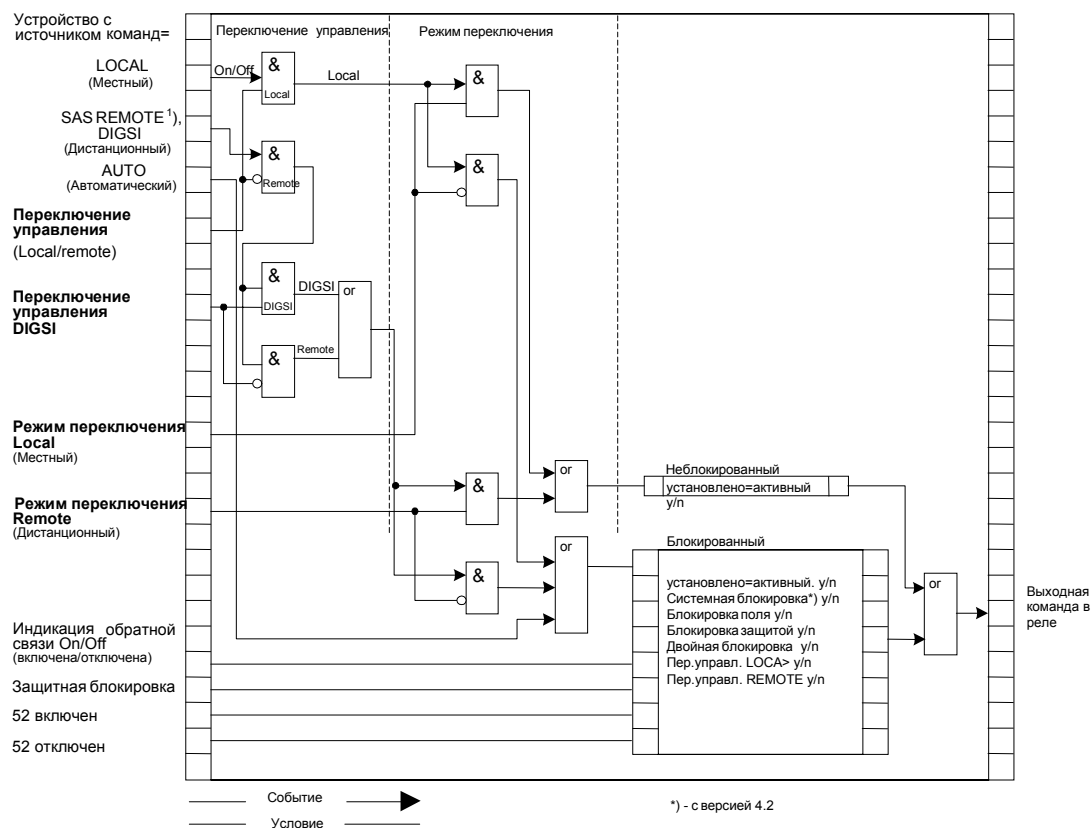 Устройство с
источником команд=
Переключение управления
Режим переключения
LOCAL
(Местный)
On/Off
&
Local
Local
&
SAS REMOTE 1),
DIGSI
(Дистанционный)
&
Remote
&
AUTO
(Автоматический)
Переключение
управления
(Local/remote)
Переключение
управления
DIGSI
&
DIGSI
DIGSI
or
&
Remote
Режим переключения
Local
(Местный)
Режим переключения
Remote
(Дистанционный)
&
or
Неблокированный
установлено=активный
y/n
&
or
Блокированный
установлено=активный. y/n
Системная блокировка*) y/n
Блокировка поля y/n
Блокировка защитой y/n
Двойная блокировка y/n
Пер.управл. LOCA> y/n
Пер.управл. REMOTE y/n
or
Выходная
команда в
реле
Индикация обратной
связи On/Off
(включена/отключена)
Защитная блокировка
52 включен
52 отключен
Событие
Условие
*) - с версией 4.2